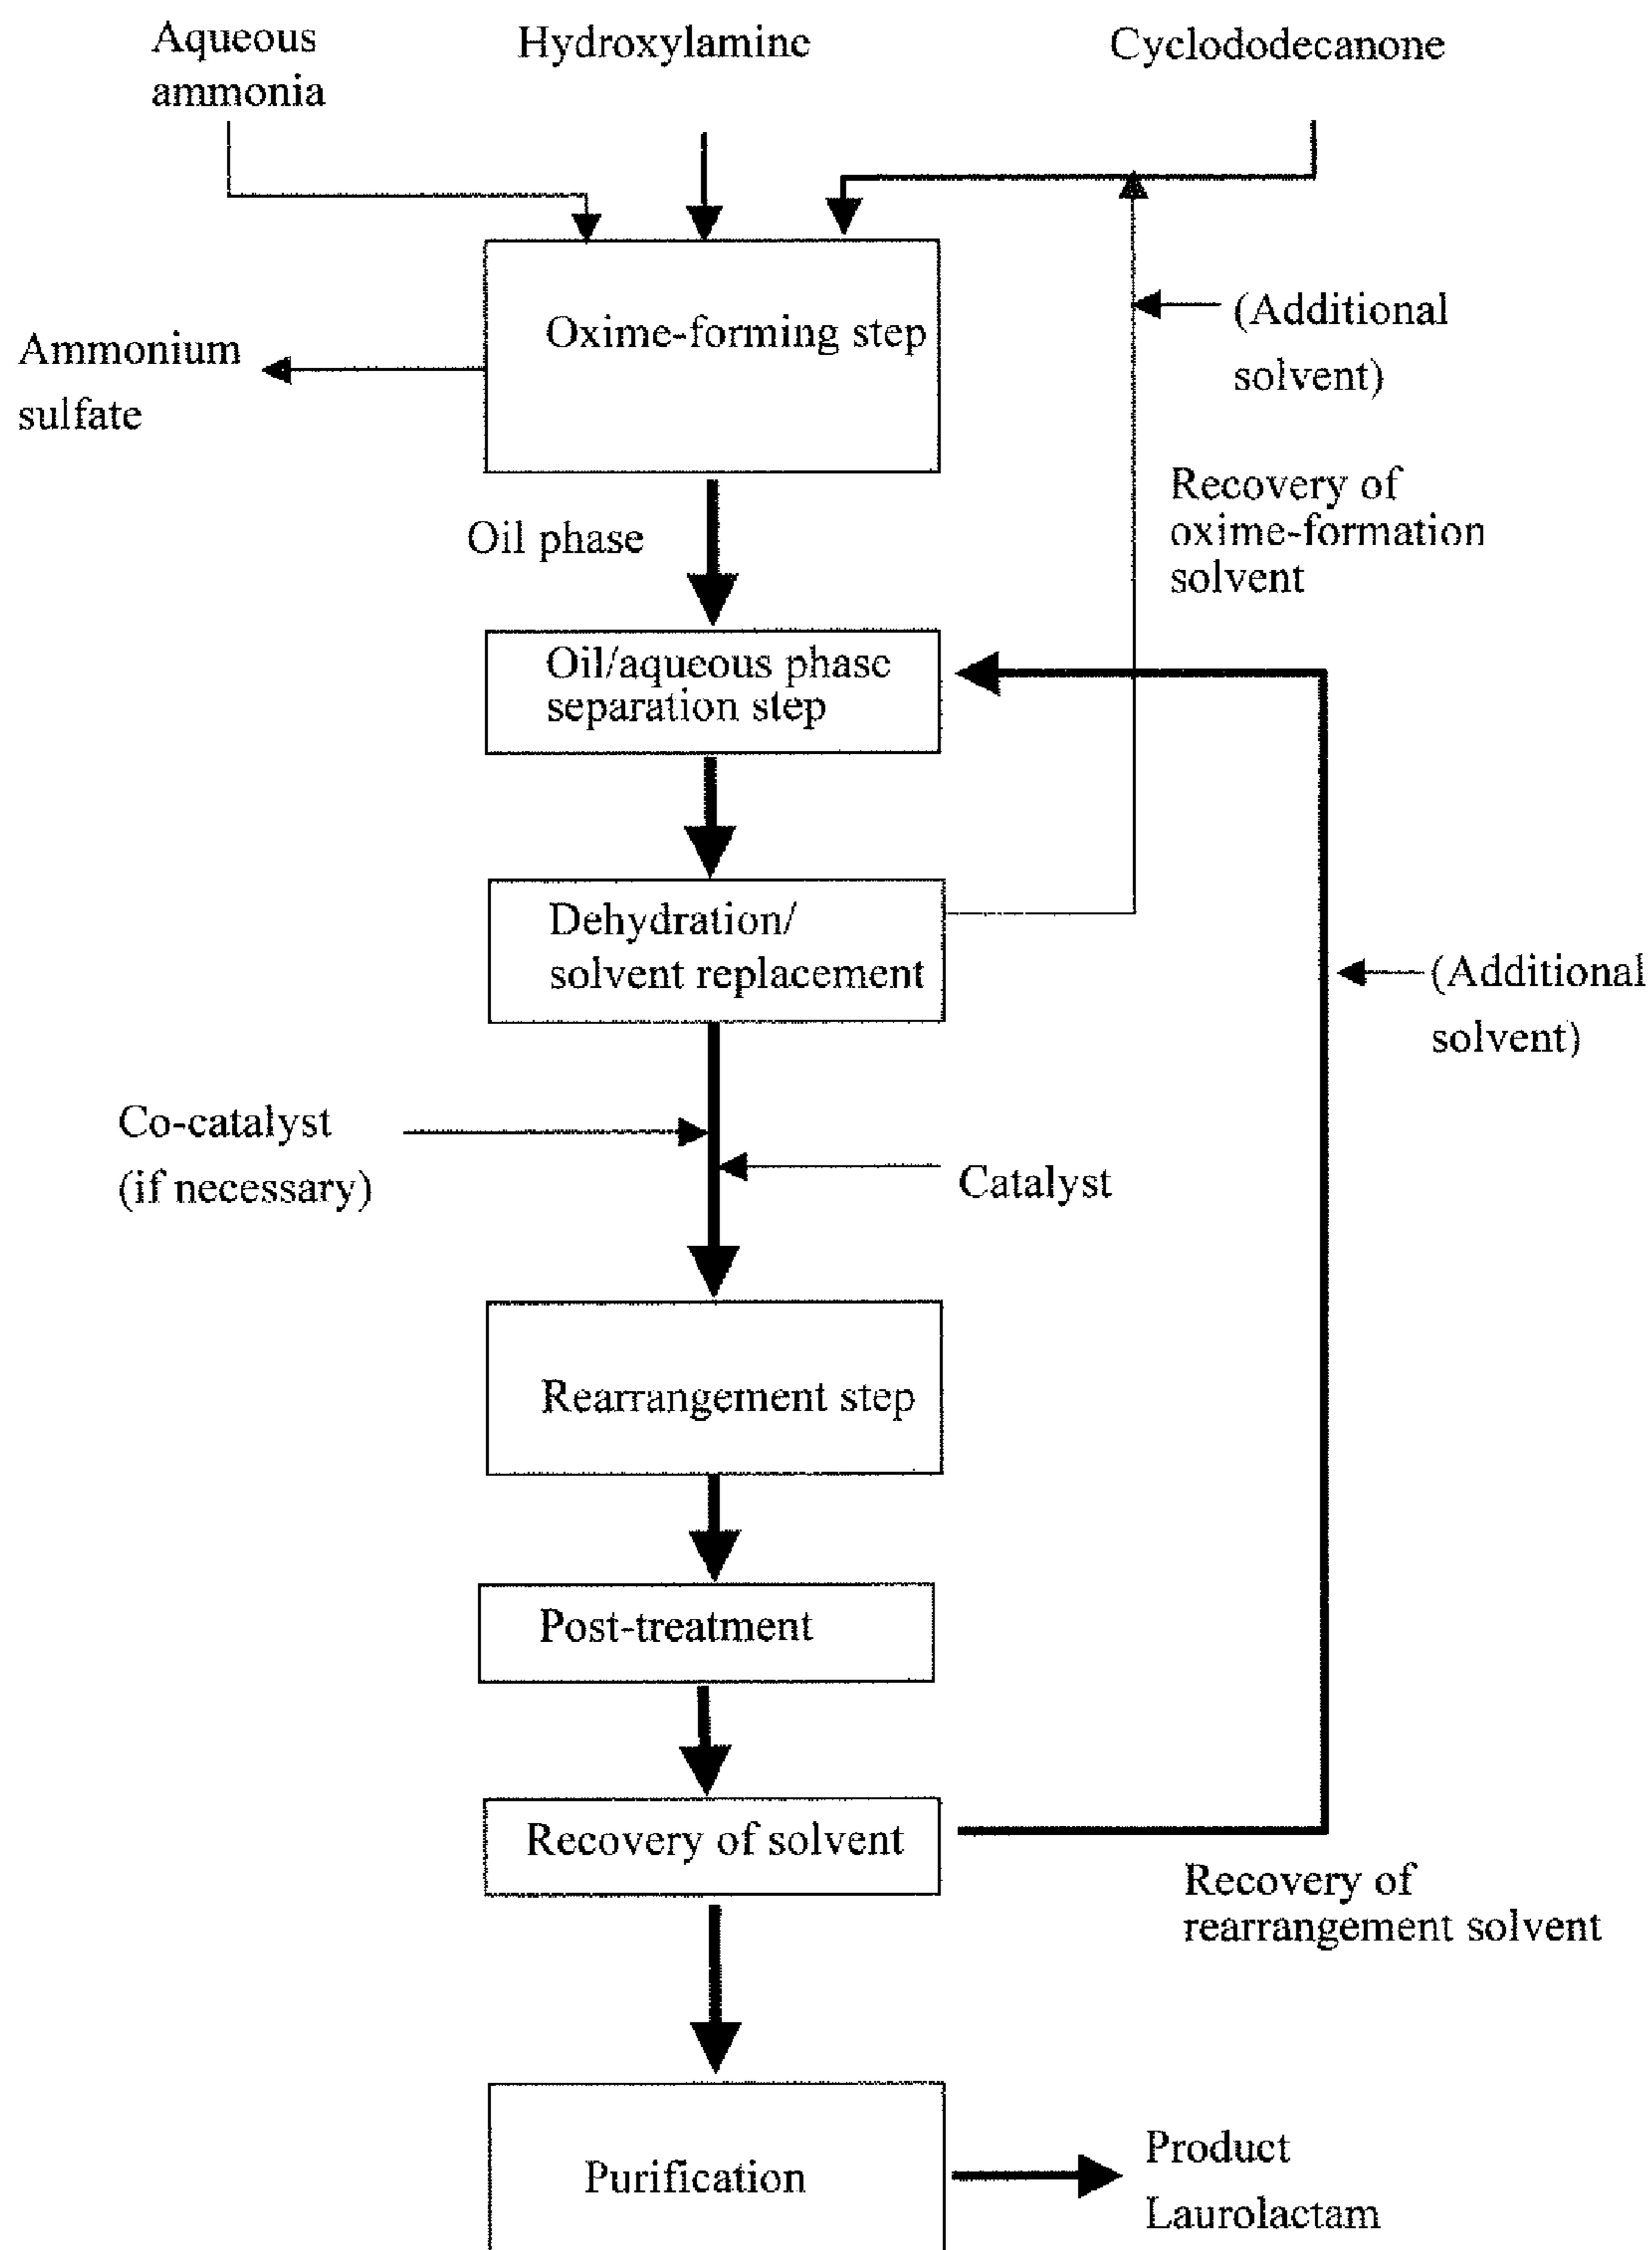 Aqueous
ammonia
Hydroxylamine
Cyclododecanone
Oxime-forming step
(Additional
solvent)
Ammonium
sulfate
Recovery of
oxime-formation
solvent
Oil phase
Oil/aqueous phase
separation step
Dehydration/
solvent replacement
(Additional
solvent)
Co-catalyst
(if necessary)
Catalyst
Rearrangement step
Post-treatment
Recovery of solvent
Recovery of
rearrangement solvent
Purification
Product
Laurolactam